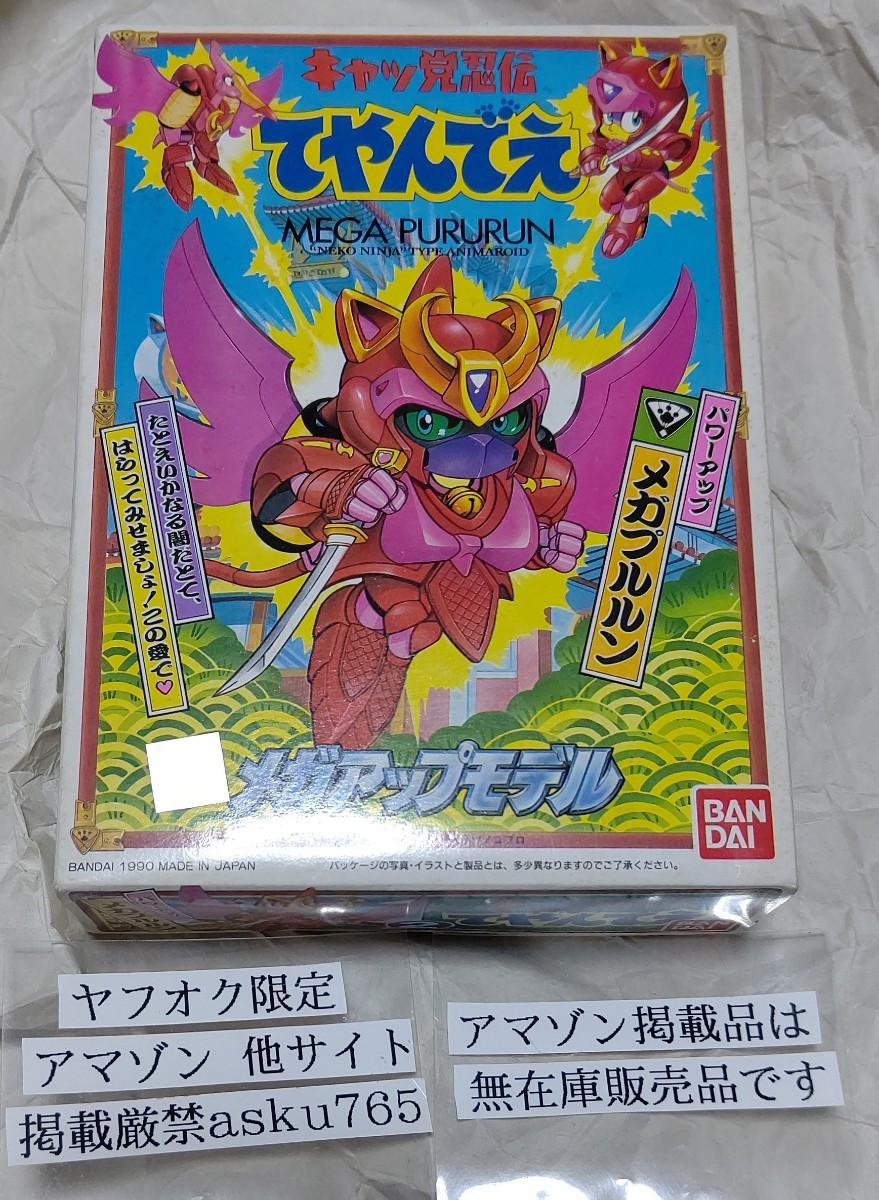 キャッ党忍伝
てやんでえ
MEGA PURURUN
"NEKO NINJA" TYPE ANIMAROID
パワーアップ
メガプルルン
たとえいかなる闇だとて、
はらってみせましょ!この愛で♥
メガアップモデル
BAN
DAI
BANDAI 1990 MADE IN JAPAN
パッケージの写真・イラストと製品とは、多少異なりますのでご了承ください。
ヤフオク限定
アマゾン 他サイト
掲載厳禁asku765
アマゾン掲載品は
無在庫販売品です